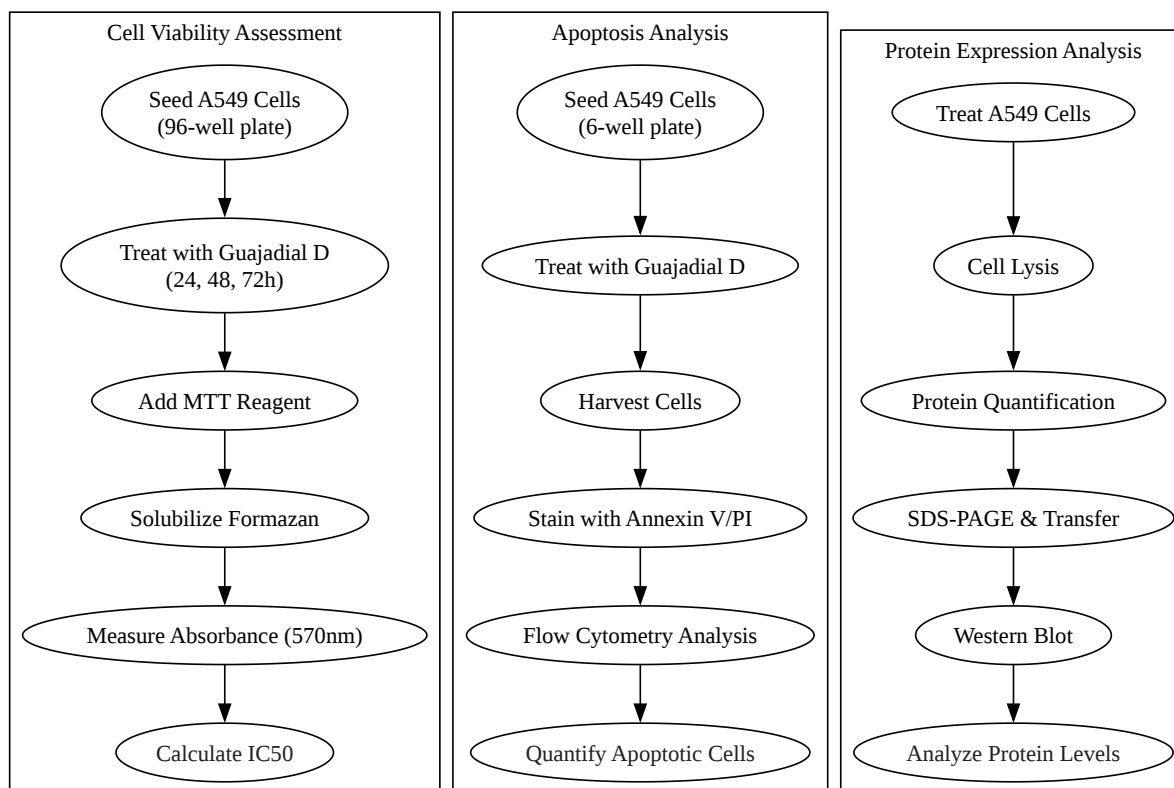 Cell Viability Assessment
Seed A549 Cells
(96-well plate)
Treat with Guajadial D
(24, 48, 72h)
Add MTT Reagent
Solubilize Formazan
Measure Absorbance (570nm)
Calculate IC50
Apoptosis Analysis
Seed A549 Cells
(6-well plate)
Treat with Guajadial D
Harvest Cells
Stain with Annexin V/PI
Flow Cytometry Analysis
Quantify Apoptotic Cells
Protein Expression Analysis
Treat A549 Cells
Cell Lysis
Protein Quantification
SDS-PAGE & Transfer
Western Blot
Analyze Protein Levels